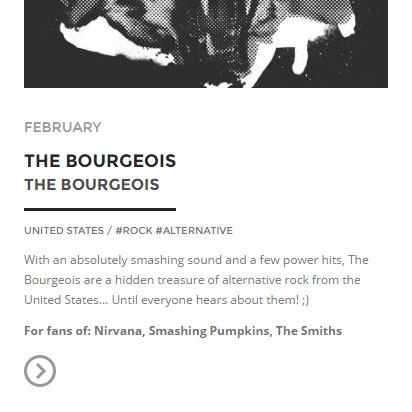 FEBRUARY
THE BOURGEOIS
THE BOURGEOIS
UNITED STATES / #ROCK #ALTERNATIVE
With an absolutely smashing sound and a few power hits, The
Bourgeois are a hidden treasure of alternative rock from the
United States... Until everyone hears about them! ;)
For fans of: Nirvana, Smashing Pumpkins, The Smiths